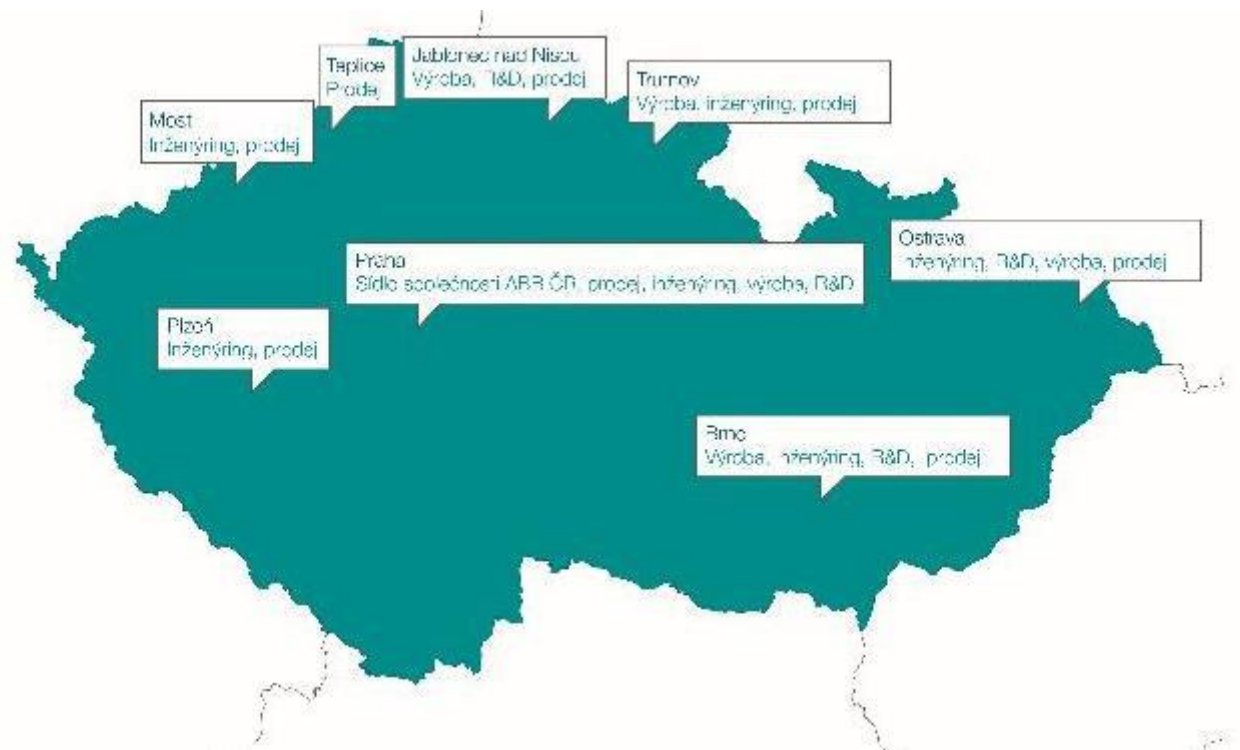 Teplice
Prodej
Jablonec nad Nisou
Výroba, R&D, prodej
Trutnov
Výroba, inženýring, prodej
Most
Inženýring, prodej
Ostrava
Inženýring, R&D, výroba, prodej
Praha
Sídlo společnosti ABB ČR, prodej, inženýring, výroba, R&D
Plzeň
Inženýring, prodej
Brno
Výroba, inženýring, R&D, prodej